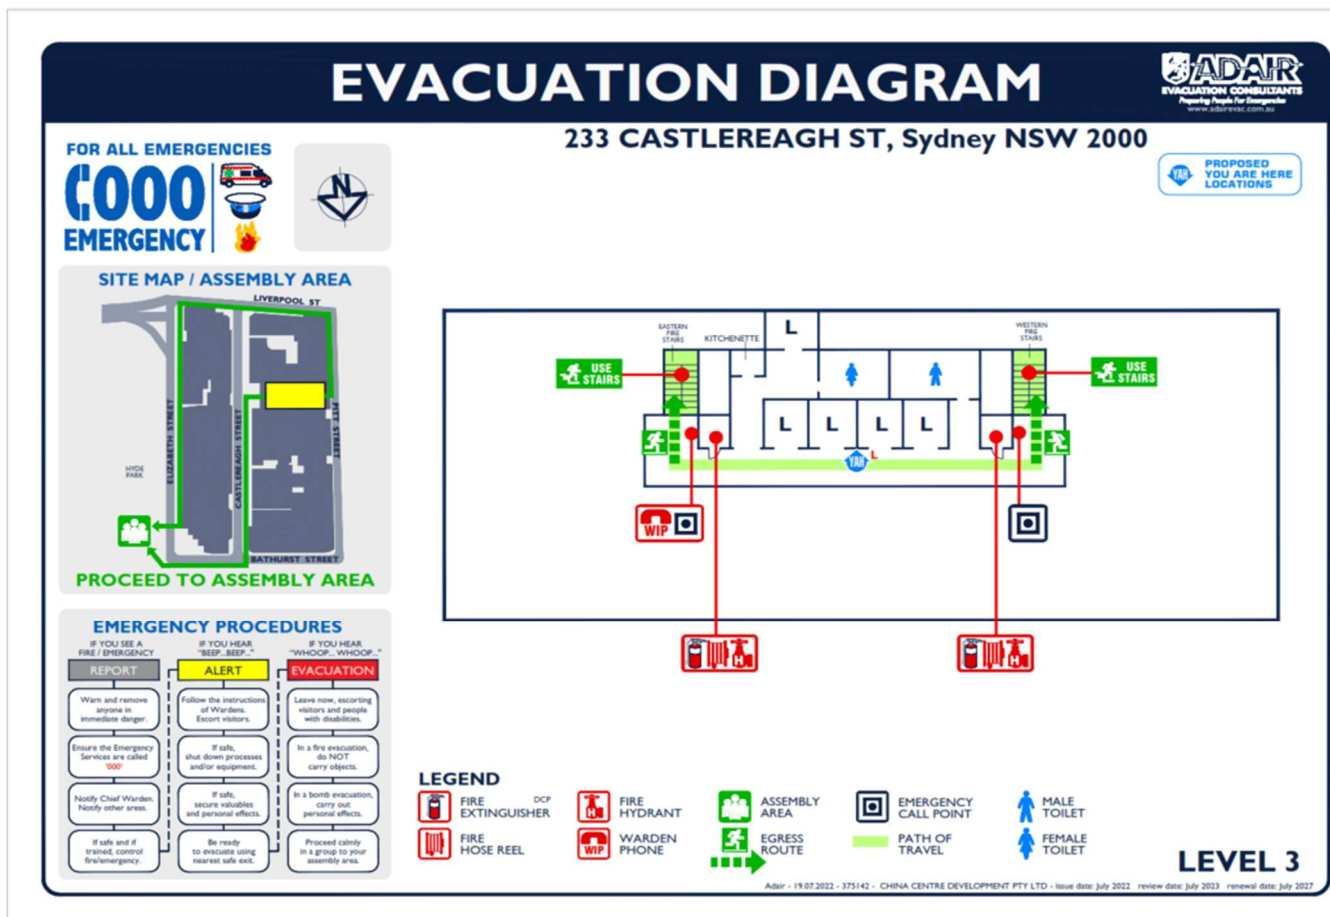 EVACUATION DIAGRAM
ADAIR
EVACUATION CONSULTANTS
Preparing People For Emergencies
www.adairevac.com.au
233 CASTLEREAGH ST, Sydney NSW 2000
YAH
PROPOSED
YOU ARE HERE
LOCATIONS
FOR ALL EMERGENCIES
000
EMERGENCY
N
SITE MAP / ASSEMBLY AREA
LIVERPOOL ST
ELIZABETH STREET
CASTLEREAGH STREET
PITT STREET
HYDE
PARK
BATHURST STREET
PROCEED TO ASSEMBLY AREA
EASTERN
FIRE
STAIRS
KITCHENETTE
L
WESTERN
FIRE
STAIRS
USE
STAIRS
USE
STAIRS
L
L
L
L
YAH
L
WIP
H
H
EMERGENCY PROCEDURES
IF YOU SEE A
FIRE / EMERGENCY
REPORT
Warn and remove
anyone in
immediate danger.
Ensure the Emergency
Services are called
'000'
Notify Chief Warden.
Notify other areas.
If safe and if
trained, control
fire/emergency.
IF YOU HEAR
"BEEP...BEEP..."
ALERT
Follow the instructions
of Wardens.
Escort visitors.
If safe,
shut down processes
and/or equipment.
If safe,
secure valuables
and personal effects.
Be ready
to evacuate using
nearest safe exit.
IF YOU HEAR
"WHOOP... WHOOP..."
EVACUATION
Leave now, escorting
visitors and people
with disabilities.
In a fire evacuation,
do NOT
carry objects.
In a bomb evacuation,
carry out
personal effects.
Proceed calmly
in a group to your
assembly area.
LEGEND
FIRE DCP
EXTINGUISHER
FIRE
HOSE REEL
H
FIRE
HYDRANT
WIP
WARDEN
PHONE
ASSEMBLY
AREA
EGRESS
ROUTE
EMERGENCY
CALL POINT
PATH OF
TRAVEL
MALE
TOILET
FEMALE
TOILET
LEVEL 3
Adair - 19.07.2022 - 375142 - CHINA CENTRE DEVELOPMENT PTY LTD - issue date: July 2022 review date: July 2023 renewal date: July 2027